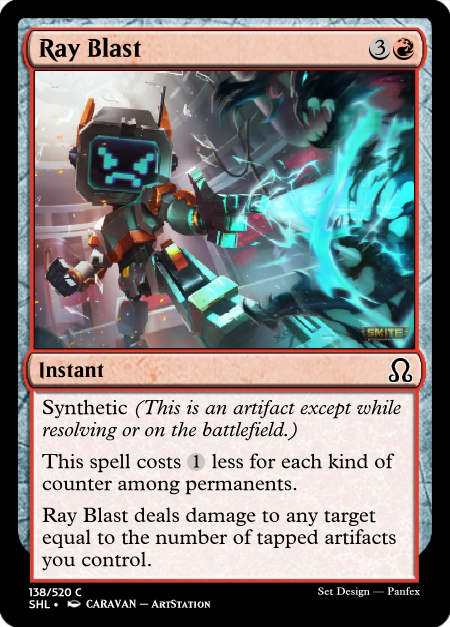 Ray Blast
3
SMITE
Instant
Synthetic (This is an artifact except while
resolving or on the battlefield.)
This spell costs 1 less for each kind of
counter among permanents.
Ray Blast deals damage to any target
equal to the number of tapped artifacts
you control.
138/520 C
Set Design — Panfex
SHL • CARAVAN — ArtStation